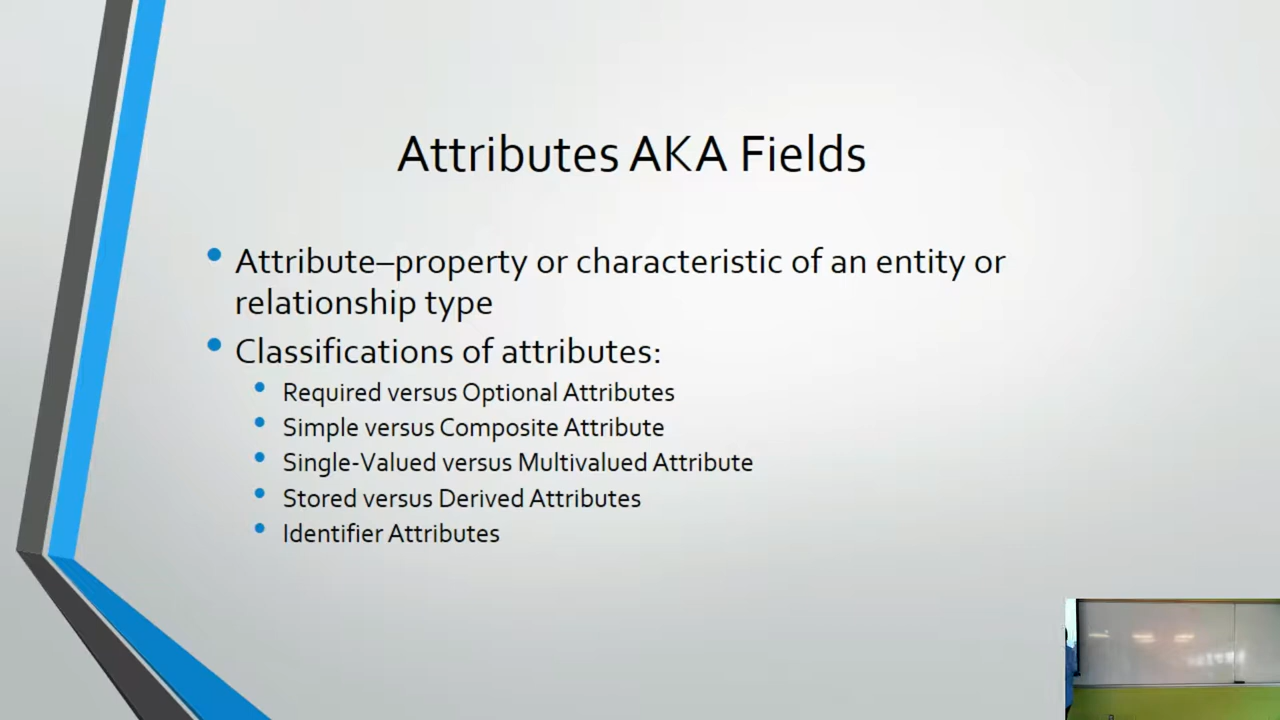 Attributes AKA Fields
Attribute–property or characteristic of an entity or
relationship type
Classifications of attributes:
Required versus Optional Attributes
Simple versus Composite Attribute
Single-Valued versus Multivalued Attribute
Stored versus Derived Attributes
Identifier Attributes